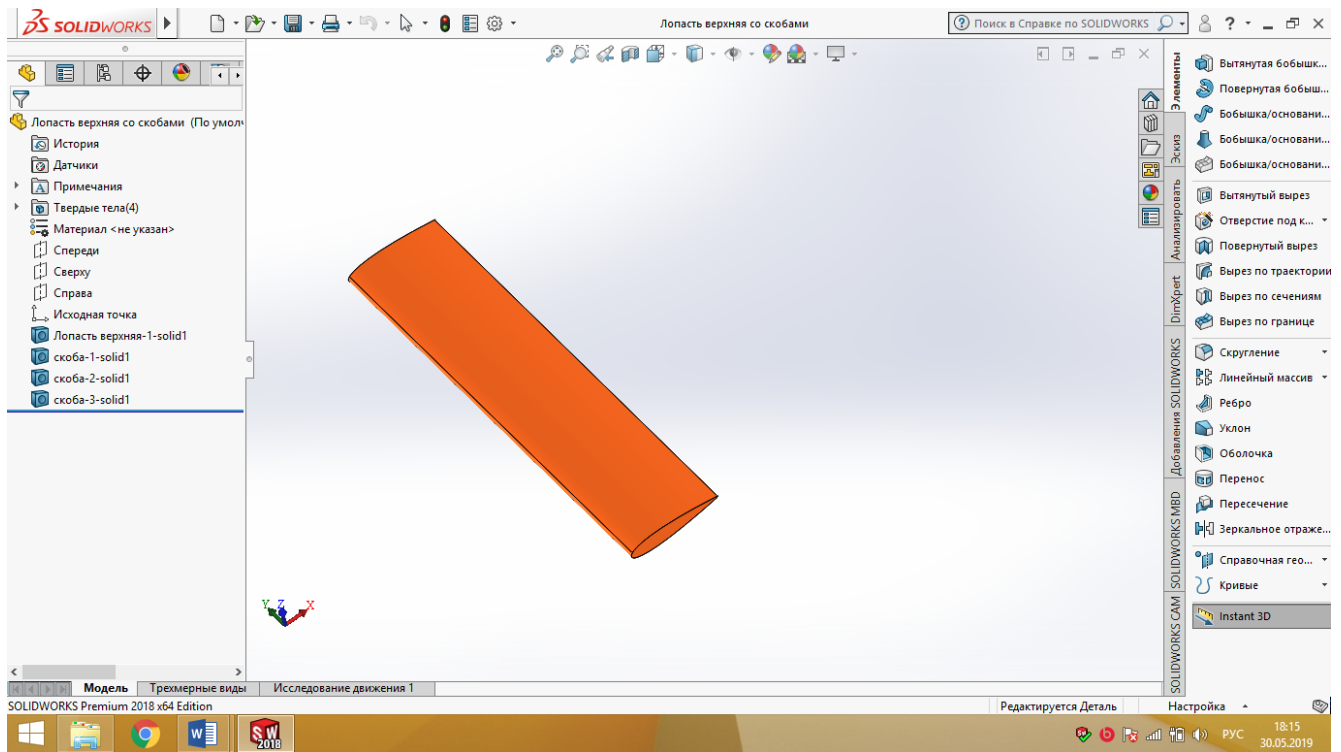 SOLIDWORKS
Лопасть верхняя со скобами
Поиск в Справке по SOLIDWORKS
?
Лопасть верхняя со скобами (По умолч
История
Датчики
Примечания
Твердые тела(4)
Материал <не указан>
Спереди
Сверху
Справа
Исходная точка
Лопасть верхняя-1-solid1
скоба-1-solid1
скоба-2-solid1
скоба-3-solid1
Y Z X
Элементы
Эскиз
Анализировать
DimXpert
Добавления SOLIDWORKS
SOLIDWORKS MBD
SOLIDWORKS CAM
Вытянутая бобышк...
Повернутая бобыш...
Бобышка/основани...
Бобышка/основани...
Бобышка/основани...
Вытянутый вырез
Отверстие под к...
Повернутый вырез
Вырез по траектории
Вырез по сечениям
Вырез по границе
Скругление
Линейный массив
Ребро
Уклон
Оболочка
Перенос
Пересечение
Зеркальное отраже...
Справочная гео...
Кривые
Instant 3D
Модель
Трехмерные виды
Исследование движения 1
SOLIDWORKS Premium 2018 x64 Edition
Редактируется Деталь
Настройка
SW
2018
РУС
18:15
30.05.2019